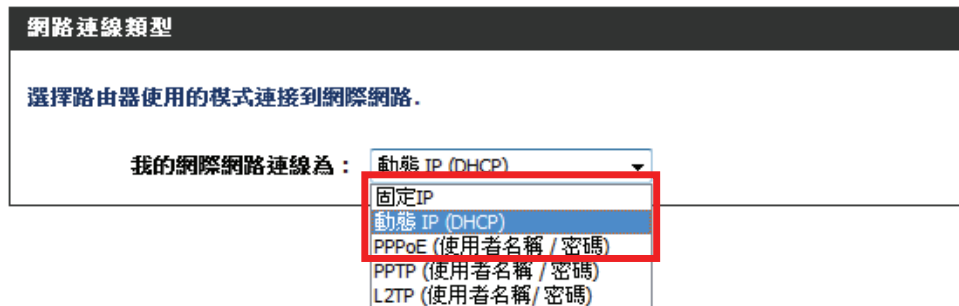 網路連線類型
選擇路由器使用的模式連接到網際網路.
我的網際網路連線為： 動態 IP (DHCP)
固定IP
動態 IP (DHCP)
PPPoE (使用者名稱 / 密碼)
PPTP (使用者名稱 / 密碼)
L2TP (使用者名稱/ 密碼)